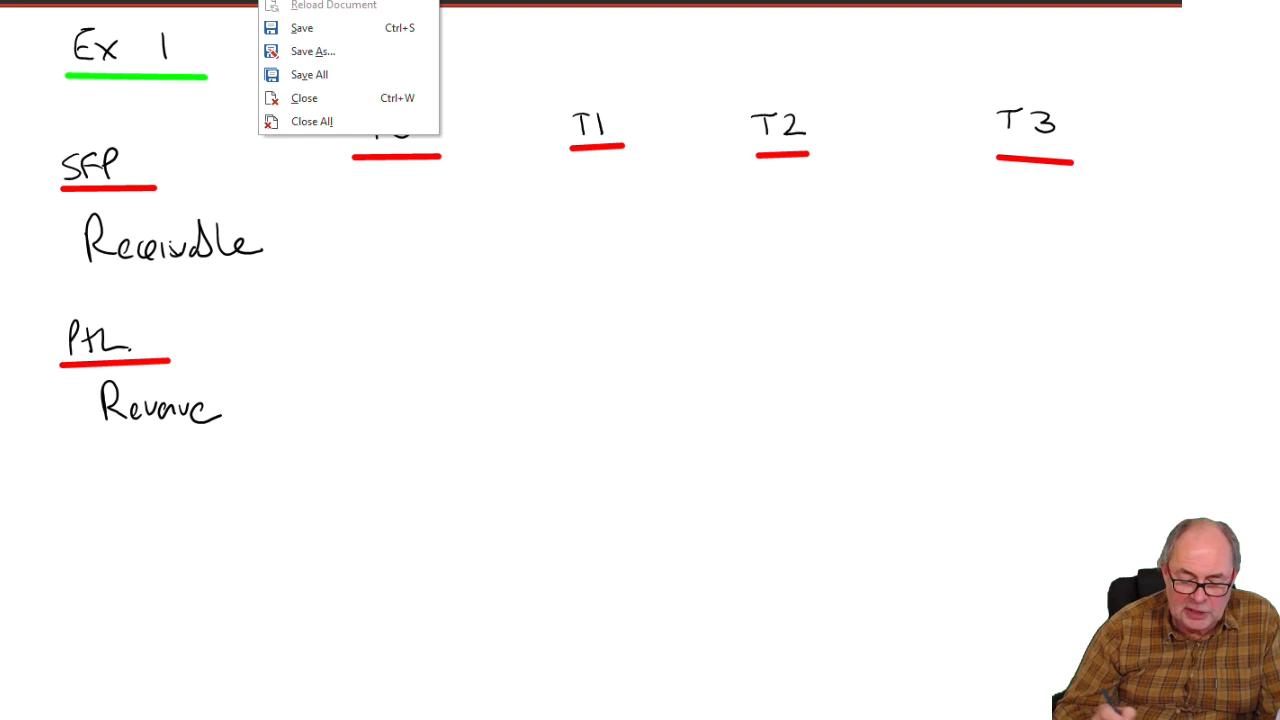 Reload Document
Ex 1
Save Ctrl+S
Save As...
Save All
Close Ctrl+W
Close All
T1 T2 T3
SFP
Receivable
P+L